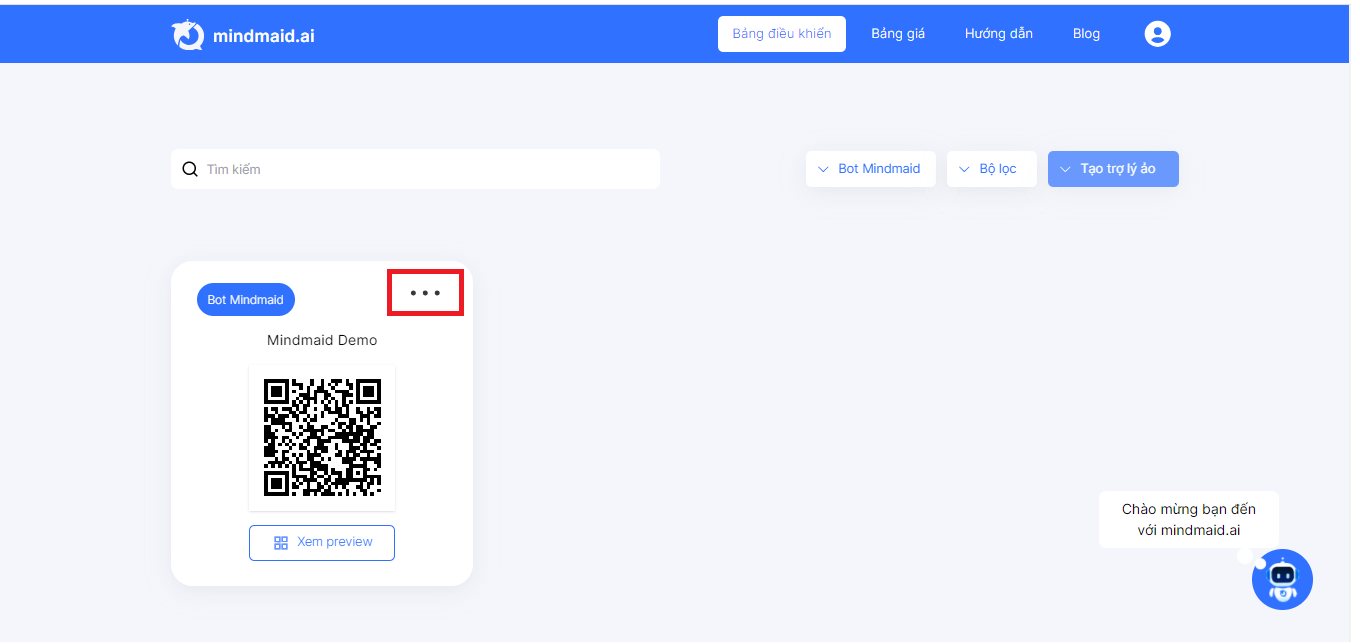 mindmaid.ai
Bảng điều khiển
Bảng giá
Hướng dẫn
Blog
Tìm kiếm
Bot Mindmaid
Bộ lọc
Tạo trợ lý ảo
Bot Mindmaid
Mindmaid Demo
Xem preview
Chào mừng bạn đến
với mindmaid.ai